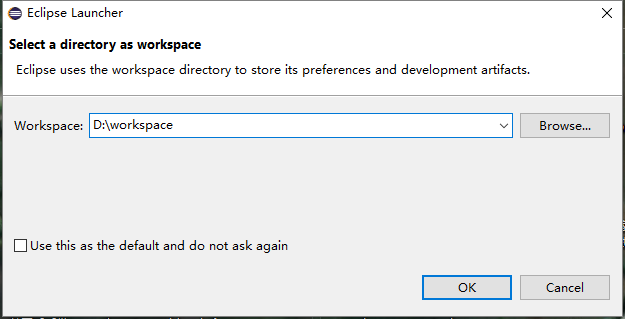 Eclipse Launcher
Select a directory as workspace
Eclipse uses the workspace directory to store its preferences and development artifacts.
Workspace: D:\workspace Browse...
Use this as the default and do not ask again
OK Cancel